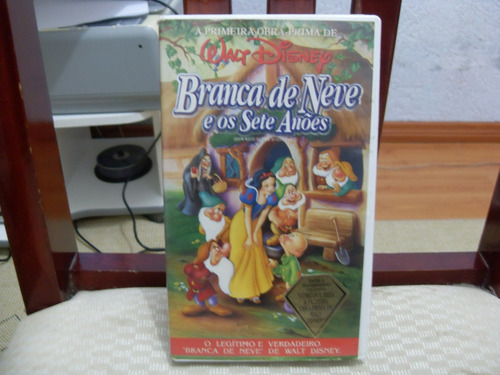 A PRIMEIRA OBRA-PRIMA DE
WALT DISNEY
Branca de Neve
e os Sete Anões
O LEGÍTIMO E VERDADEIRO
"BRANCA DE NEVE" DE WALT DISNEY.